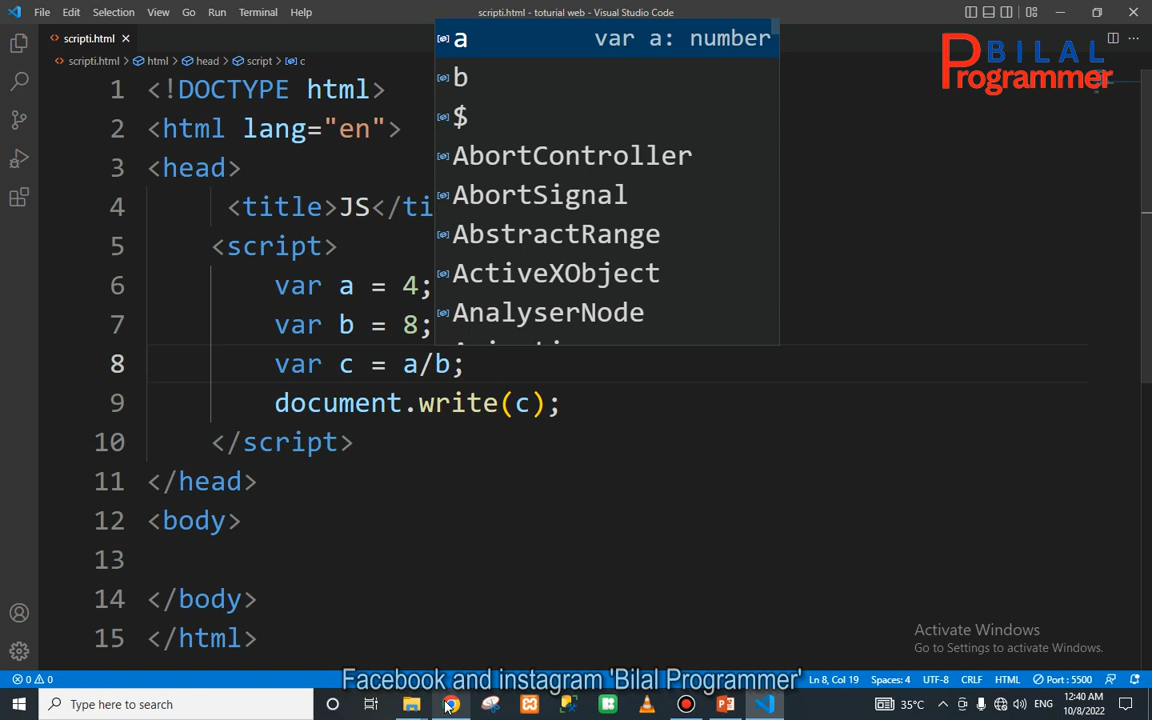 File Edit Selection View Go Run Terminal Help
scripti.html - toturial web - Visual Studio Code
scripti.html
scripti.html > html > head > script > c
BILAL
Programmer
a var a: number
b
$
AbortController
AbortSignal
AbstractRange
ActiveXObject
AnalyserNode
1 <!DOCTYPE html>
2 <html lang="en">
3 <head>
4 <title>JS</ti
5 <script>
6 var a = 4;
7 var b = 8;
8 var c = a/b;
9 document.write(c);
10 </script>
11 </head>
12 <body>
13
14 </body>
15 </html>
Activate Windows
Go to Settings to activate Windows.
Facebook and instagram 'Bilal Programmer'
0 0
Ln 8, Col 19 Spaces: 4 UTF-8 CRLF HTML Port : 5500
Type here to search
35°C ENG
12:40 AM
10/8/2022